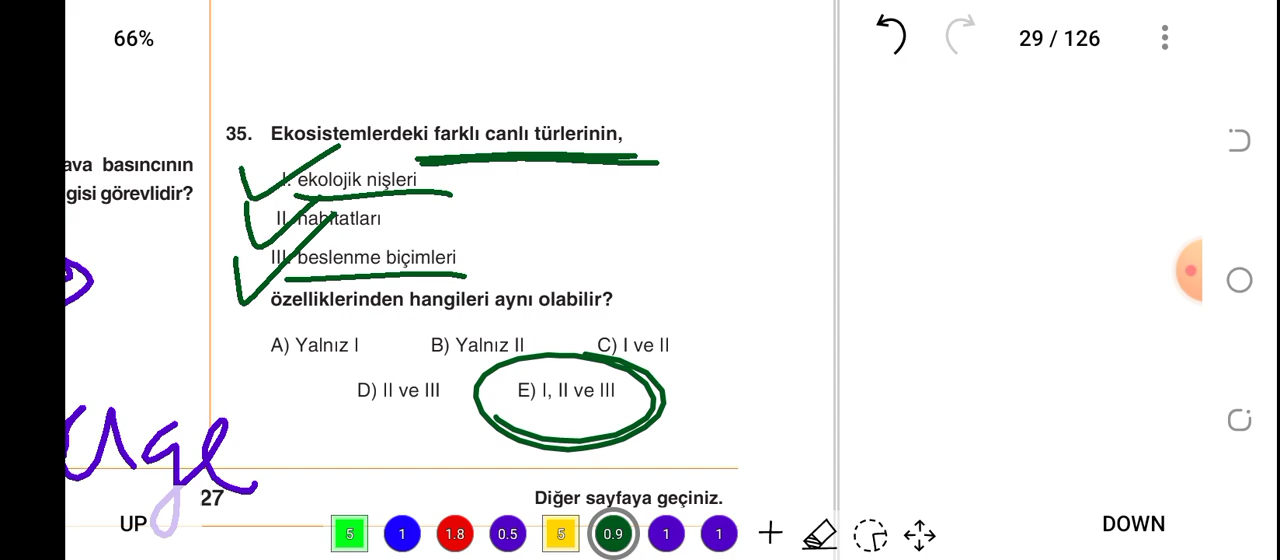 66%
29 / 126
ava basıncının
gisi görevlidir?
35. Ekosistemlerdeki farklı canlı türlerinin,
I. ekolojik nişleri
II. habitatları
III. beslenme biçimleri
özelliklerinden hangileri aynı olabilir?
A) Yalnız I B) Yalnız II C) I ve II
D) II ve III E) I, II ve III
27
Diğer sayfaya geçiniz.
UP
5 1 1.8 0.5 5 0.9 1 1
DOWN